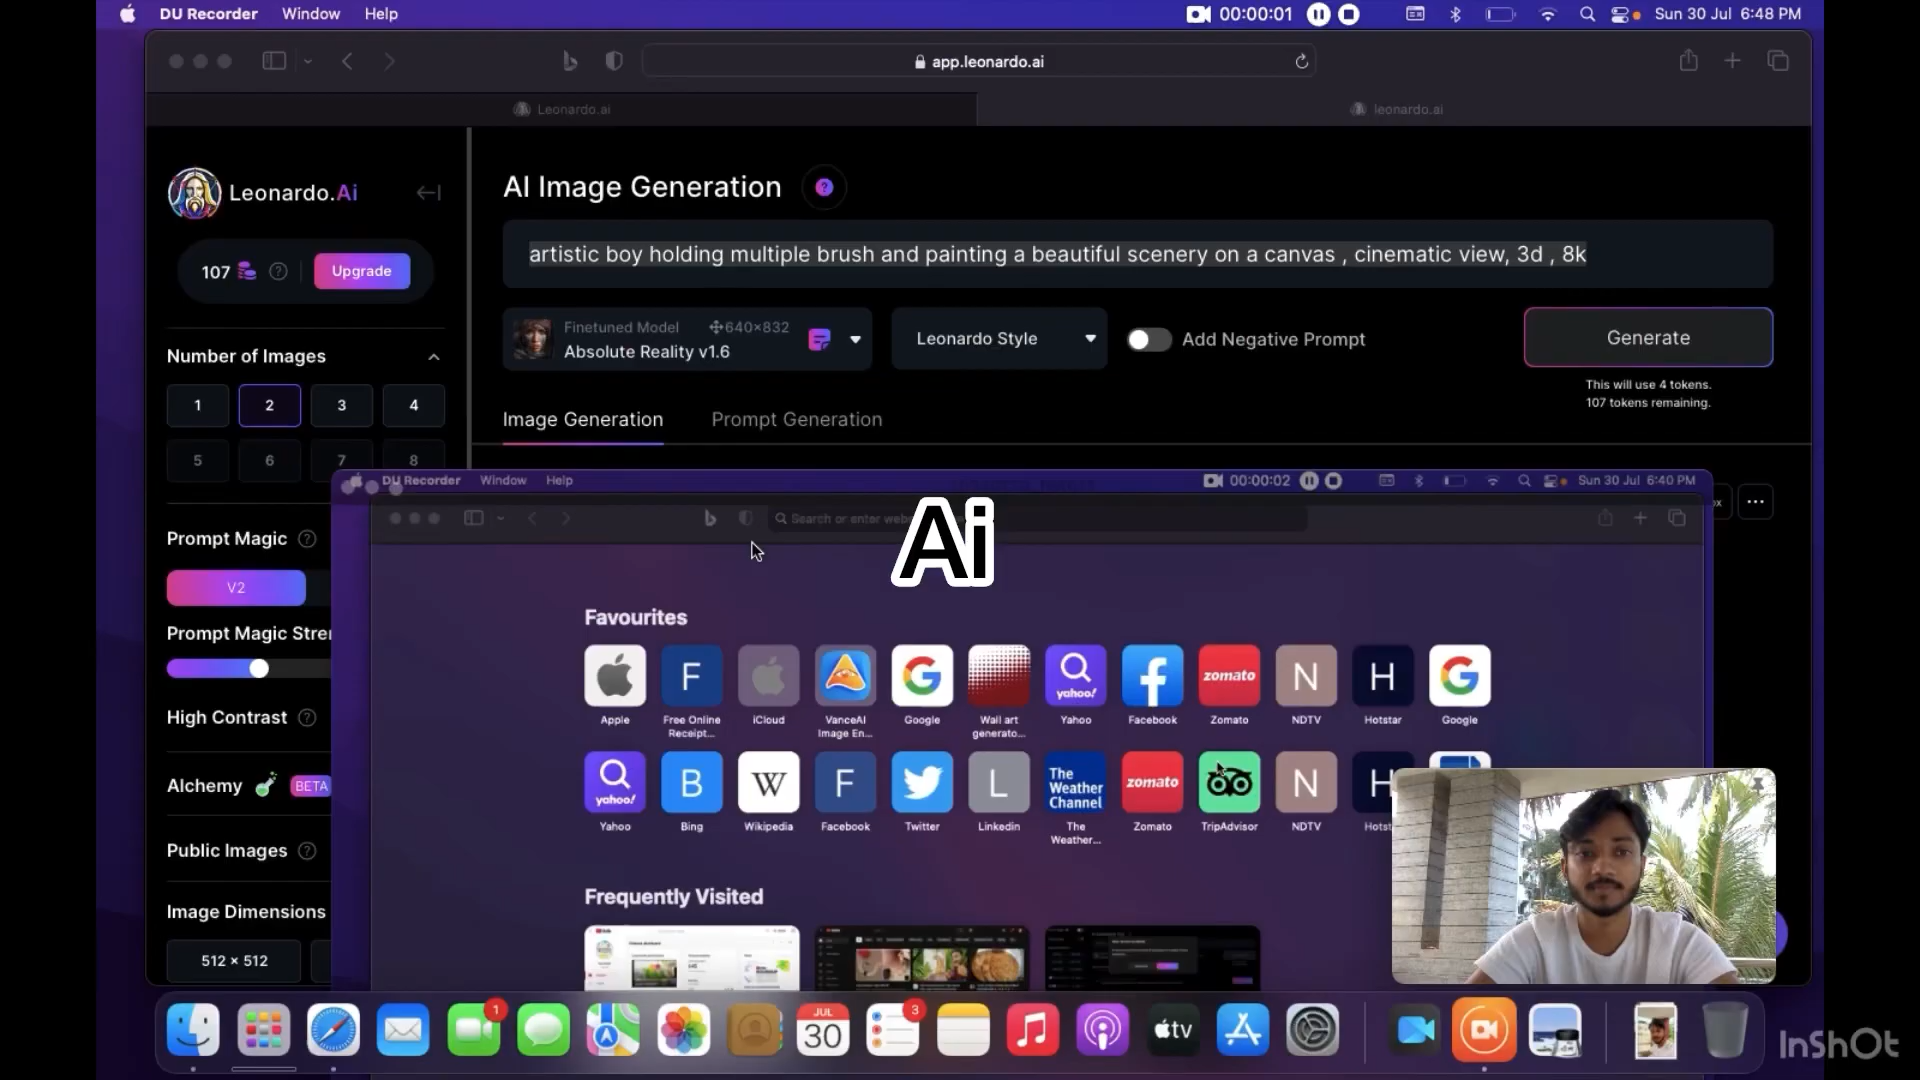 DU Recorder Window Help 00:00:01 Sun 30 Jul 6:48 PM
app.leonardo.ai
Leonardo.ai leonardo.ai
Leonardo.Ai
AI Image Generation ?
artistic boy holding multiple brush and painting a beautiful scenery on a canvas , cinematic view, 3d , 8k
107 ? Upgrade
Finetuned Model 640×832
Absolute Reality v1.6
Leonardo Style
Add Negative Prompt
Generate
This will use 4 tokens.
107 tokens remaining.
Number of Images
1 2 3 4
5 6 7 8
Image Generation Prompt Generation
DU Recorder Window Help 00:00:02 Sun 30 Jul 6:40 PM
Search or enter
Ai
Prompt Magic ?
V2
Prompt Magic
High Contrast ?
Alchemy BETA
Public Images ?
Image Dimensions
512 × 512
Favourites
F yahoo! zomato N H
Apple Free Online Receipt... iCloud VanceAI Image En... Google Wall art generato... Yahoo Facebook Zomato NDTV Hotstar Google
yahoo! B W F L The Weather Channel zomato N H
Yahoo Bing Wikipedia Facebook Twitter Linkedin The Weather... Zomato TripAdvisor NDTV
Frequently Visited
1 JUL 30 3 tv
InShOt